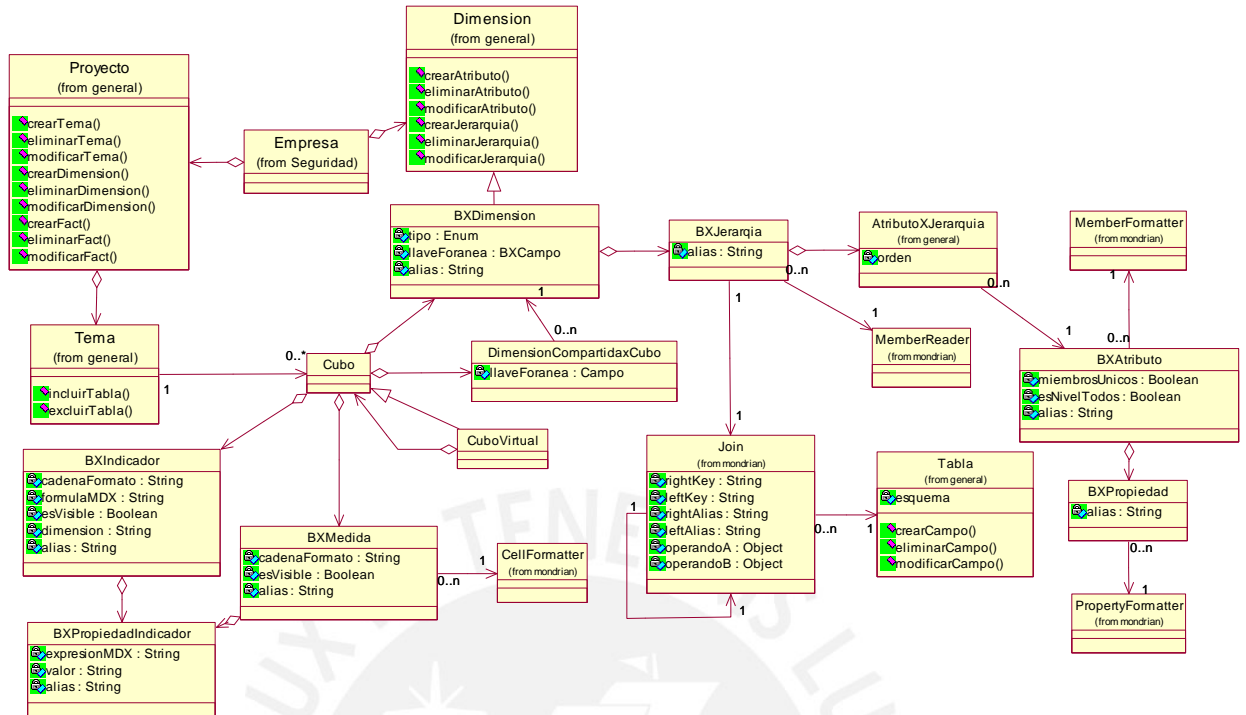 Dimension
(from general)
crearAtributo()
eliminarAtributo()
modificarAtributo()
crearJerarquia()
eliminarJerarquia()
modificarJerarquia()
Proyecto
(from general)
crearTema()
eliminarTema()
modificarTema()
crearDimension()
eliminarDimension()
modificarDimension()
crearFact()
eliminarFact()
modificarFact()
Empresa
(from Seguridad)
BXDimension
tipo : Enum
llaveForanea : BXCampo
alias : String
1
BXJerarqia
alias : String
0..n
1
AtributoXJerarquia
(from general)
orden
0..n
MemberFormatter
(from mondrian)
1
1
MemberReader
(from mondrian)
1
0..n
Tema
(from general)
incluirTabla()
excluirTabla()
1
0..*
Cubo
0..n
DimensionCompartidaxCubo
llaveForanea : Campo
BXAtributo
miembrosUnicos : Boolean
esNivelTodos : Boolean
alias : String
CuboVirtual
1
BXIndicador
cadenaFormato : String
formulaMDX : String
esVisible : Boolean
dimension : String
alias : String
Join
(from mondrian)
rightKey : String
leftKey : String
rightAlias : String
leftAlias : String
operandoA : Object
operandoB : Object
0..n
1
1
Tabla
(from general)
esquema
crearCampo()
eliminarCampo()
modificarCampo()
BXPropiedad
alias : String
0..n
1
BXMedida
cadenaFormato : String
esVisible : Boolean
alias : String
0..n
1
CellFormatter
(from mondrian)
PropertyFormatter
(from mondrian)
BXPropiedadIndicador
expresionMDX : String
valor : String
alias : String
UX
TENE
S LU